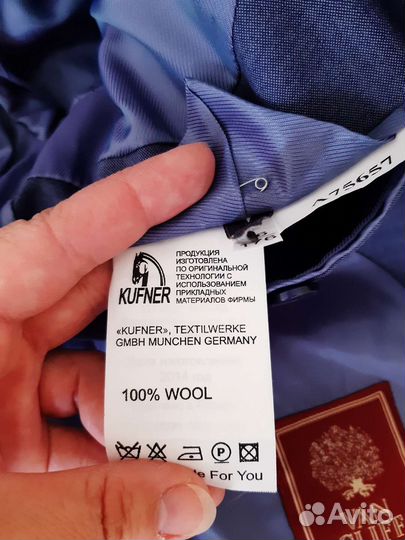 A75657
ПРОДУКЦИЯ
ИЗГОТОВЛЕНА
ПО ОРИГИНАЛЬНОЙ
ТЕХНОЛОГИИ С
ИСПОЛЬЗОВАНИЕМ
ПРИКЛАДНЫХ
МАТЕРИАЛОВ ФИРМЫ
KUFNER
«KUFNER», TEXTILWERKE
GMBH MUNCHEN GERMANY
100% WOOL
de For You
Avito